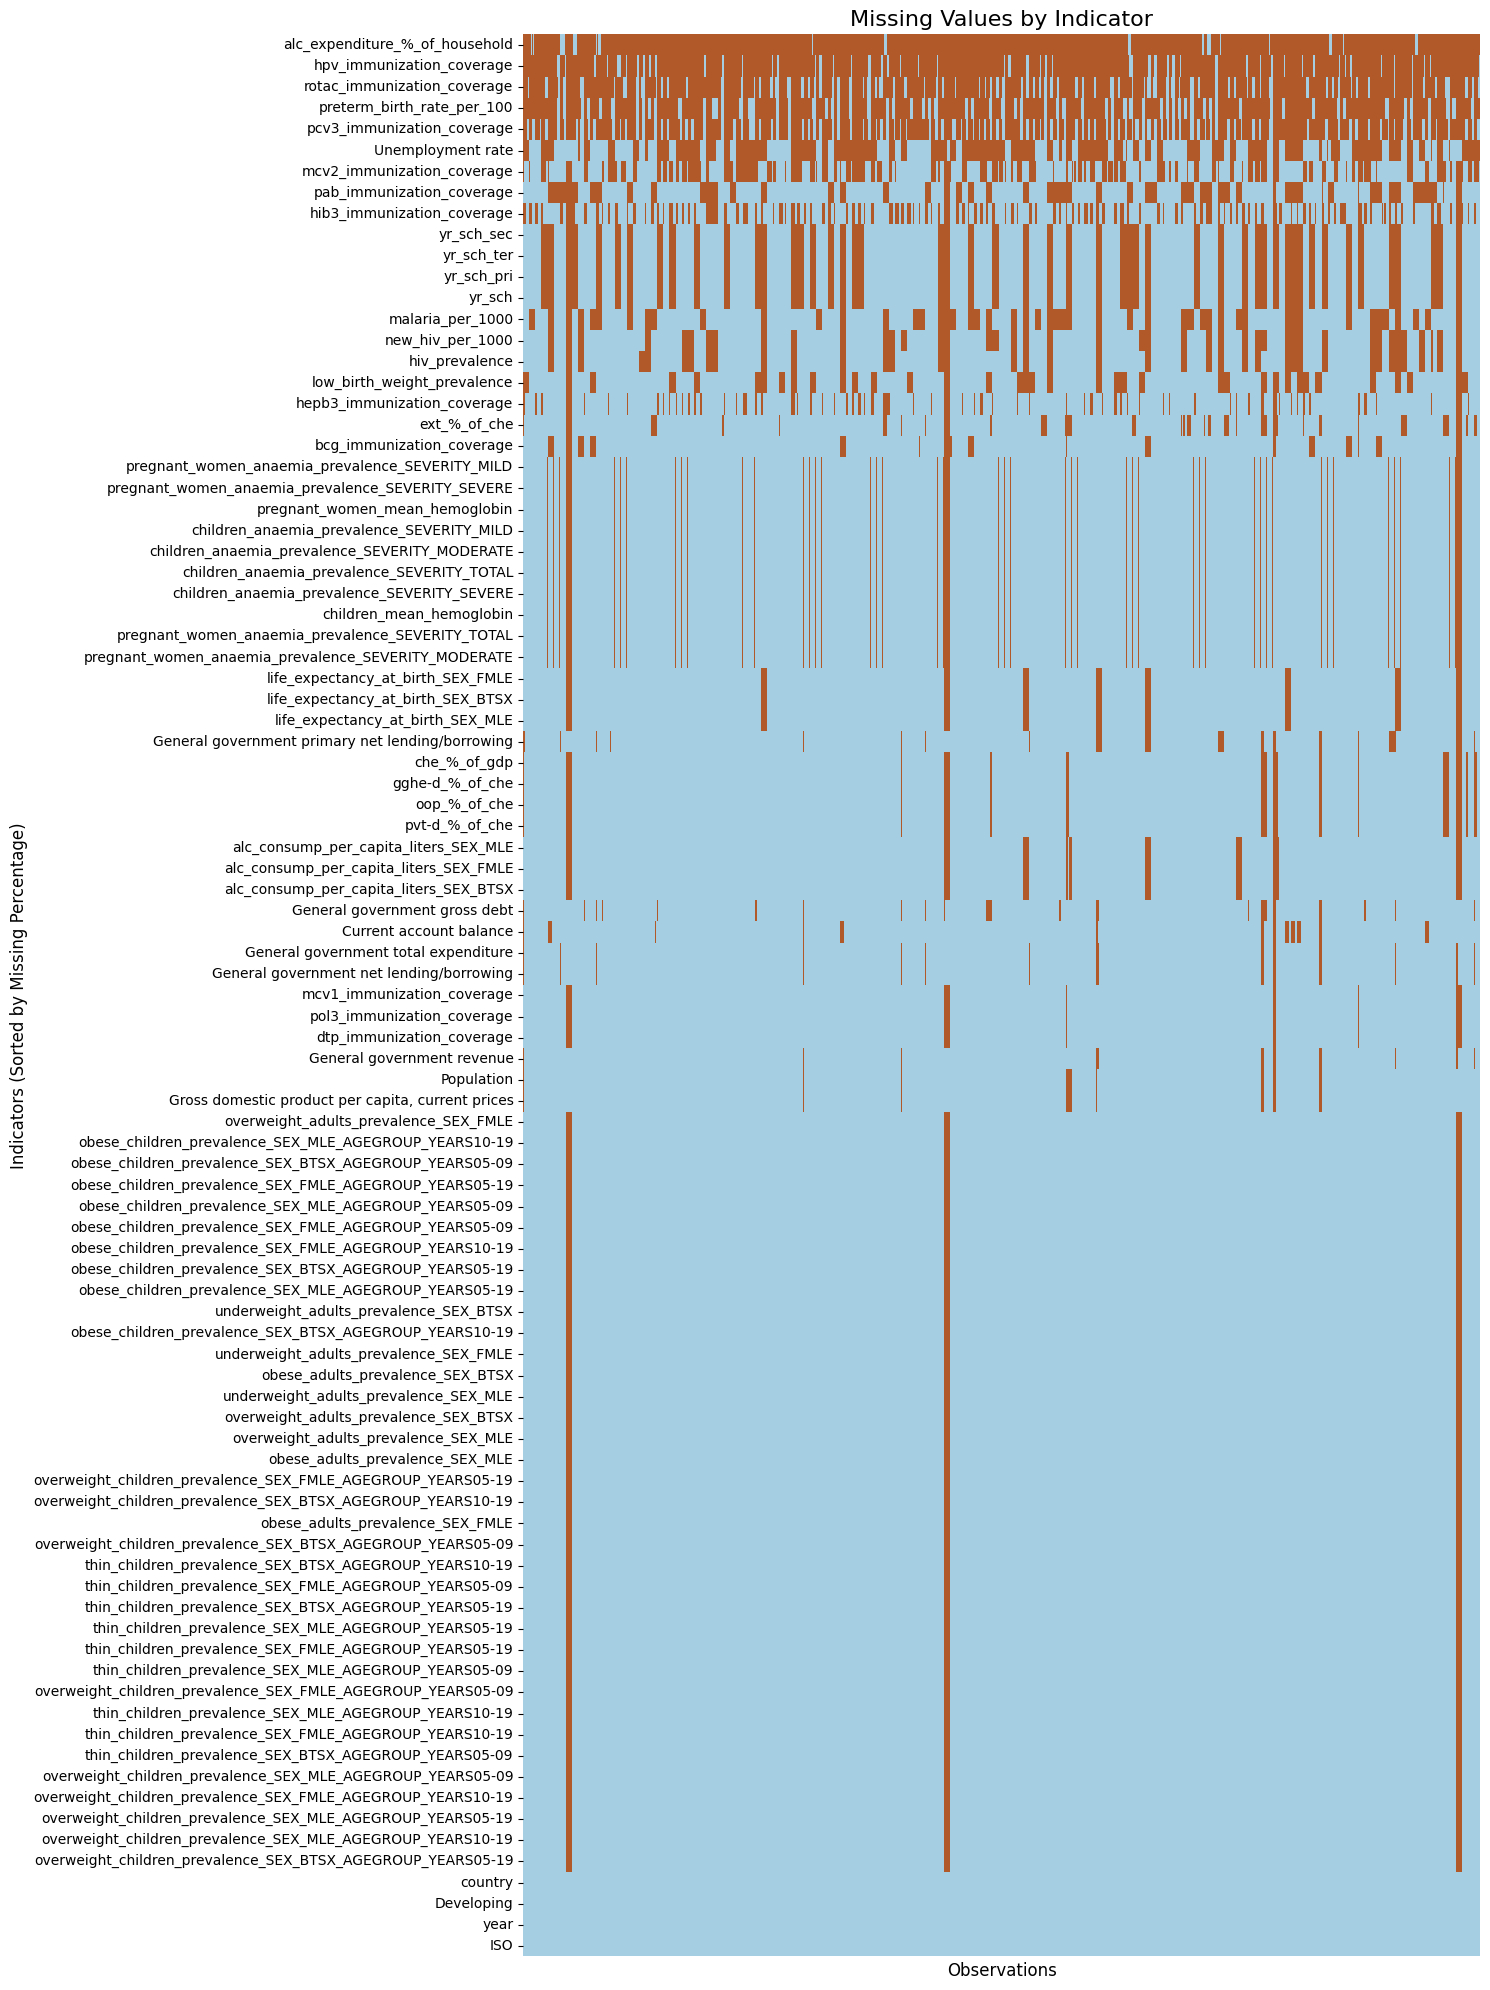 Missing Values by Indicator
alc_expenditure_%_of_household
hpv_immunization_coverage
rotac_immunization_coverage
preterm_birth_rate_per_100
pcv3_immunization_coverage
Unemployment rate
mcv2_immunization_coverage
pab_immunization_coverage
hib3_immunization_coverage
yr_sch_sec
yr_sch_ter
yr_sch_pri
yr_sch
malaria_per_1000
new_hiv_per_1000
hiv_prevalence
low_birth_weight_prevalence
hepb3_immunization_coverage
ext_%_of_che
bcg_immunization_coverage
pregnant_women_anaemia_prevalence_SEVERITY_MILD
pregnant_women_anaemia_prevalence_SEVERITY_SEVERE
pregnant_women_mean_hemoglobin
children_anaemia_prevalence_SEVERITY_MILD
children_anaemia_prevalence_SEVERITY_MODERATE
children_anaemia_prevalence_SEVERITY_TOTAL
children_anaemia_prevalence_SEVERITY_SEVERE
children_mean_hemoglobin
pregnant_women_anaemia_prevalence_SEVERITY_TOTAL
pregnant_women_anaemia_prevalence_SEVERITY_MODERATE
life_expectancy_at_birth_SEX_FMLE
life_expectancy_at_birth_SEX_BTSX
life_expectancy_at_birth_SEX_MLE
General government primary net lending/borrowing
che_%_of_gdp
gghe-d_%_of_che
oop_%_of_che
pvt-d_%_of_che
alc_consump_per_capita_liters_SEX_MLE
alc_consump_per_capita_liters_SEX_FMLE
alc_consump_per_capita_liters_SEX_BTSX
General government gross debt
Current account balance
General government total expenditure
General government net lending/borrowing
mcv1_immunization_coverage
pol3_immunization_coverage
dtp_immunization_coverage
General government revenue
Population
Gross domestic product per capita, current prices
overweight_adults_prevalence_SEX_FMLE
obese_children_prevalence_SEX_MLE_AGEGROUP_YEARS10-19
obese_children_prevalence_SEX_BTSX_AGEGROUP_YEARS05-09
obese_children_prevalence_SEX_FMLE_AGEGROUP_YEARS05-19
obese_children_prevalence_SEX_MLE_AGEGROUP_YEARS05-09
obese_children_prevalence_SEX_FMLE_AGEGROUP_YEARS05-09
obese_children_prevalence_SEX_FMLE_AGEGROUP_YEARS10-19
obese_children_prevalence_SEX_BTSX_AGEGROUP_YEARS05-19
obese_children_prevalence_SEX_MLE_AGEGROUP_YEARS05-19
underweight_adults_prevalence_SEX_BTSX
obese_children_prevalence_SEX_BTSX_AGEGROUP_YEARS10-19
underweight_adults_prevalence_SEX_FMLE
obese_adults_prevalence_SEX_BTSX
underweight_adults_prevalence_SEX_MLE
overweight_adults_prevalence_SEX_BTSX
overweight_adults_prevalence_SEX_MLE
obese_adults_prevalence_SEX_MLE
overweight_children_prevalence_SEX_FMLE_AGEGROUP_YEARS05-19
overweight_children_prevalence_SEX_BTSX_AGEGROUP_YEARS10-19
obese_adults_prevalence_SEX_FMLE
overweight_children_prevalence_SEX_BTSX_AGEGROUP_YEARS05-09
thin_children_prevalence_SEX_BTSX_AGEGROUP_YEARS10-19
thin_children_prevalence_SEX_FMLE_AGEGROUP_YEARS05-09
thin_children_prevalence_SEX_BTSX_AGEGROUP_YEARS05-19
thin_children_prevalence_SEX_MLE_AGEGROUP_YEARS05-19
thin_children_prevalence_SEX_FMLE_AGEGROUP_YEARS05-19
thin_children_prevalence_SEX_MLE_AGEGROUP_YEARS05-09
overweight_children_prevalence_SEX_FMLE_AGEGROUP_YEARS05-09
thin_children_prevalence_SEX_MLE_AGEGROUP_YEARS10-19
thin_children_prevalence_SEX_FMLE_AGEGROUP_YEARS10-19
thin_children_prevalence_SEX_BTSX_AGEGROUP_YEARS05-09
overweight_children_prevalence_SEX_MLE_AGEGROUP_YEARS05-09
overweight_children_prevalence_SEX_FMLE_AGEGROUP_YEARS10-19
overweight_children_prevalence_SEX_MLE_AGEGROUP_YEARS05-19
overweight_children_prevalence_SEX_MLE_AGEGROUP_YEARS10-19
overweight_children_prevalence_SEX_BTSX_AGEGROUP_YEARS05-19
country
Developing
year
ISO
Indicators (Sorted by Missing Percentage)
Observations